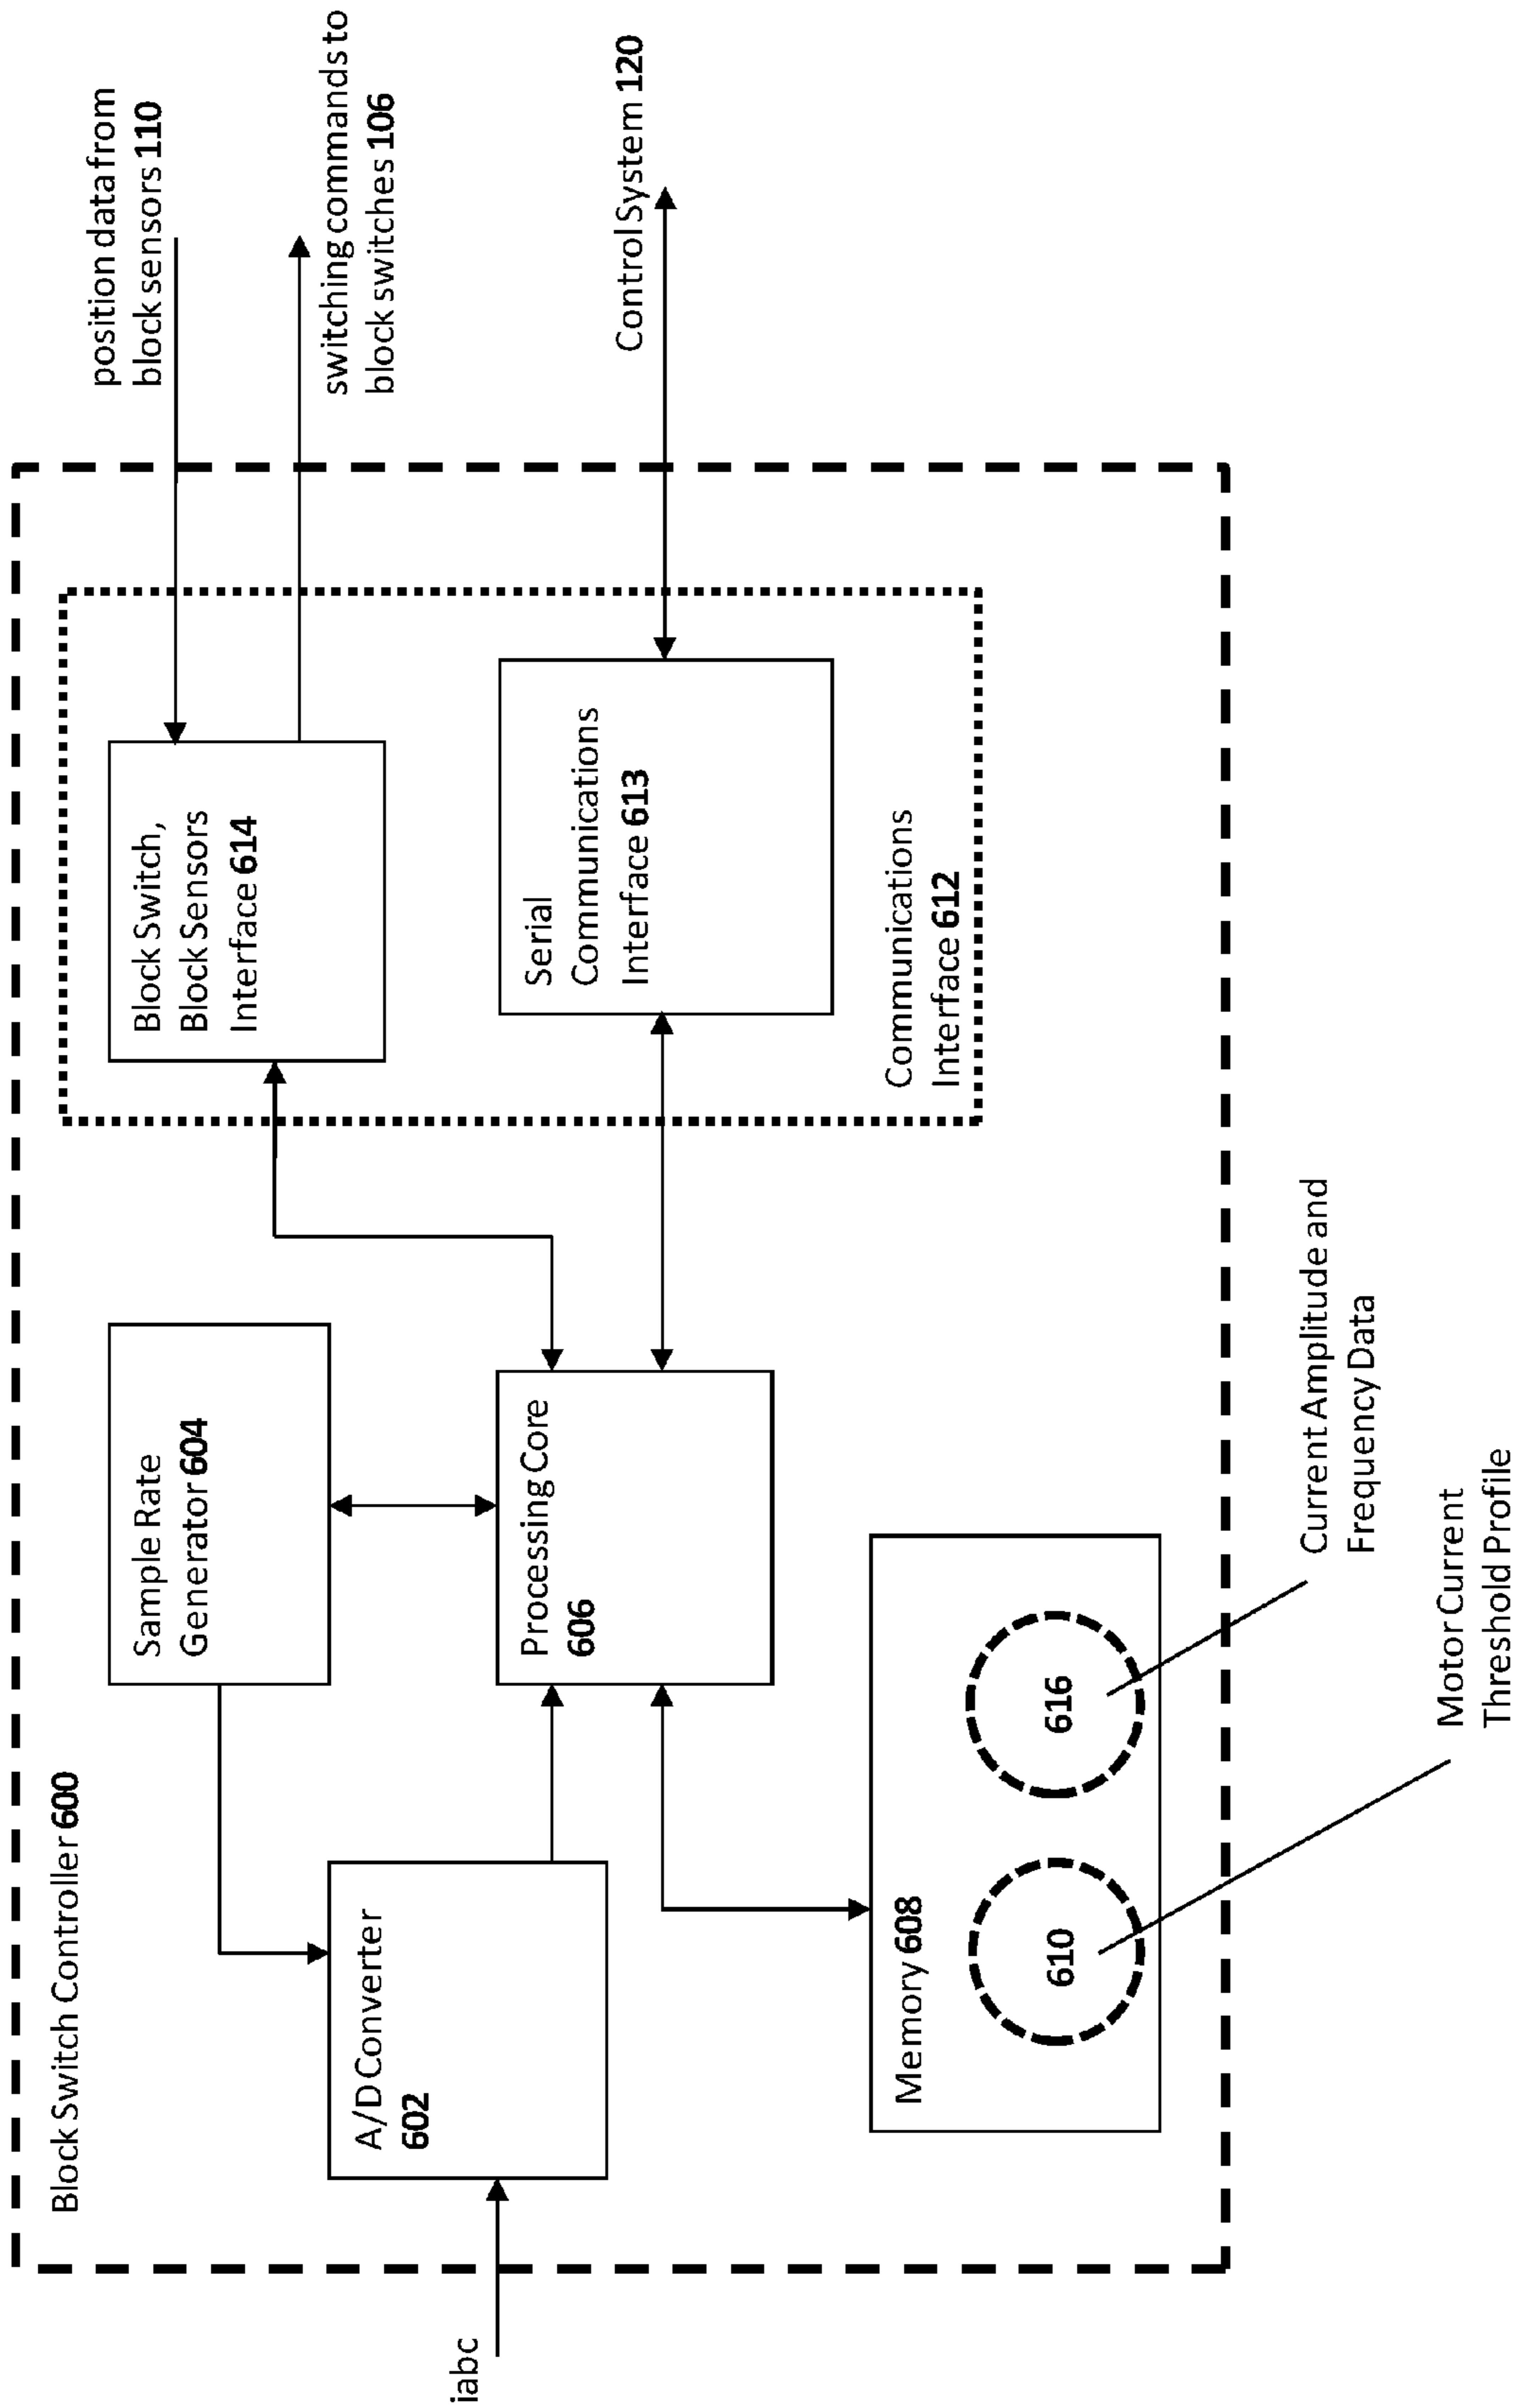 Block Switch Controller 600
iabc
A/D Converter
602
Sample Rate
Generator 604
Processing Core
606
Memory 608
610
616
Block Switch,
Block Sensors
Interface 614
Serial
Communications
Interface 613
Communications
Interface 612
position data from
block sensors 110
switching commands to
block switches 106
Control System 120
Current Amplitude and
Frequency Data
Motor Current
Threshold Profile